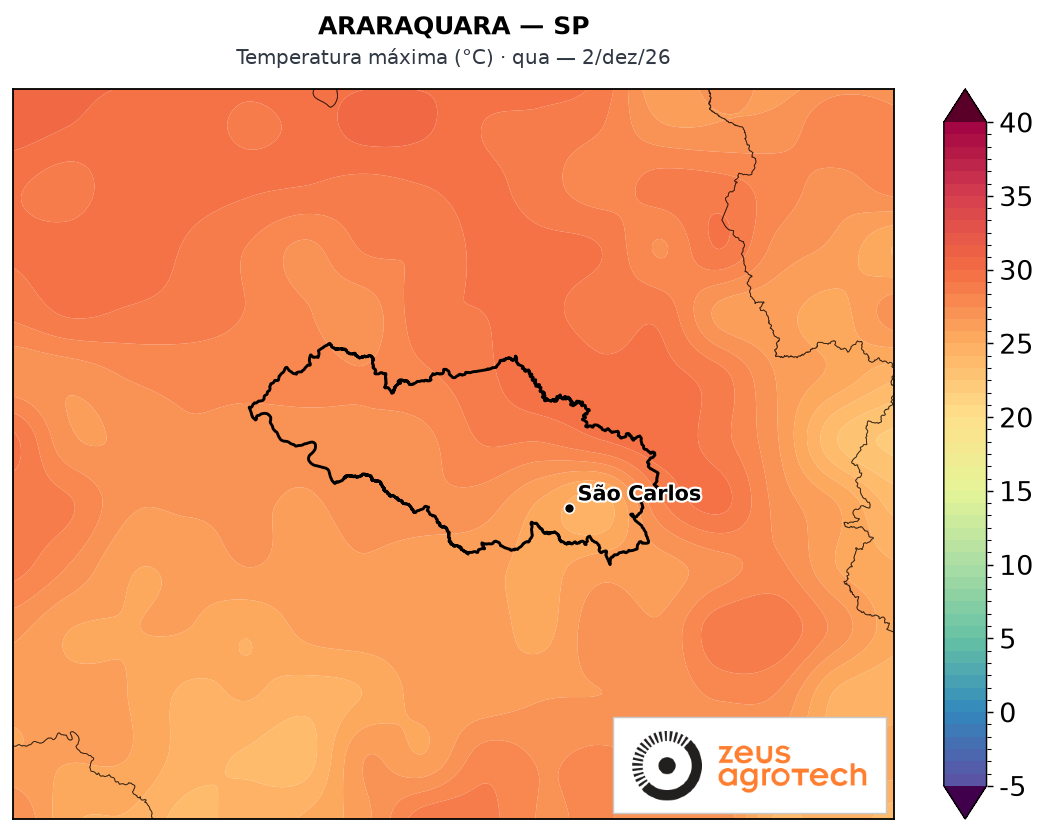 ARARAQUARA — SP
Temperatura máxima (°C) · qua — 2/dez/26
40
35
30
25
20
15
10
5
0
-5
São Carlos
zeus
agrotech